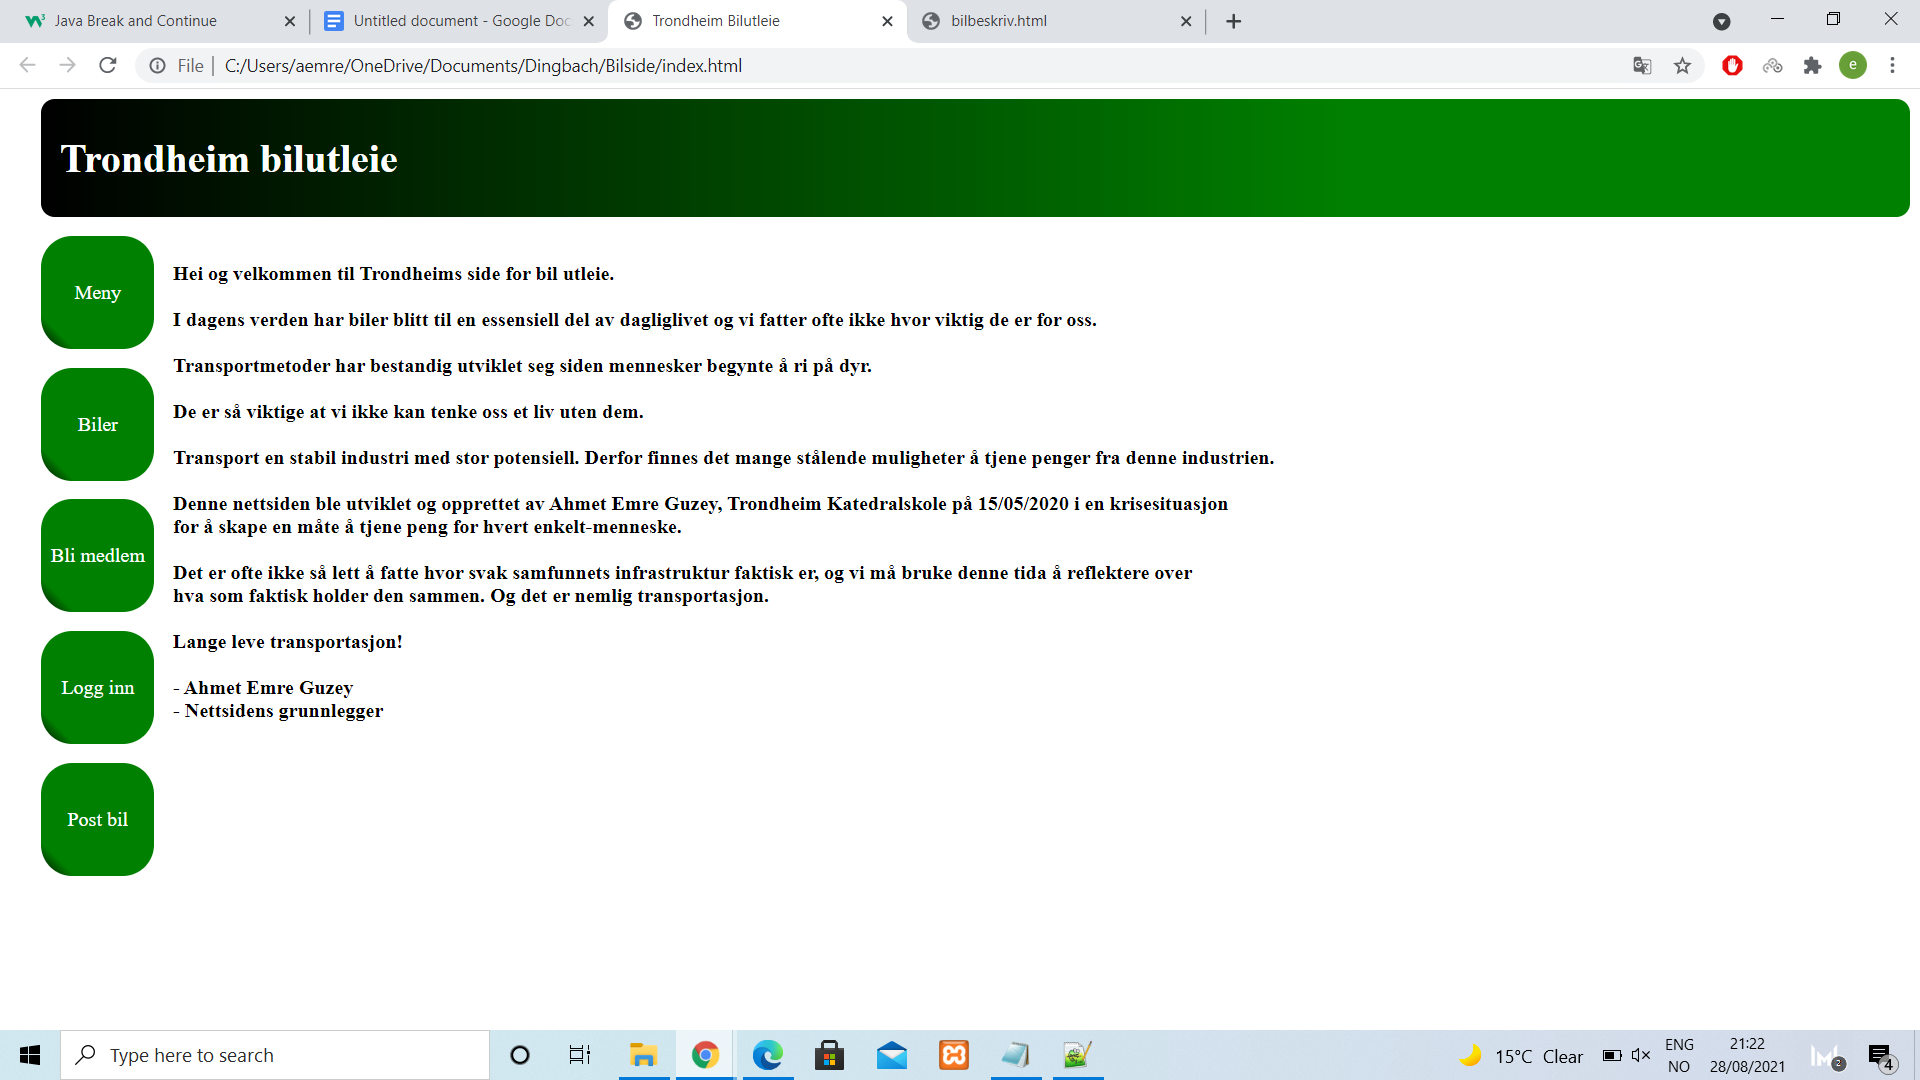 Java Break and Continue
Untitled document - Google Doc
Trondheim Bilutleie
bilbeskriv.html
File
C:/Users/aemre/OneDrive/Documents/Dingbach/Bilside/index.html
e
Trondheim bilutleie
Meny
Biler
Bli medlem
Logg inn
Post bil
Hei og velkommen til Trondheims side for bil utleie.
I dagens verden har biler blitt til en essensiell del av dagliglivet og vi fatter ofte ikke hvor viktig de er for oss.
Transportmetoder har bestandig utviklet seg siden mennesker begynte å ri på dyr.
De er så viktige at vi ikke kan tenke oss et liv uten dem.
Transport en stabil industri med stor potensiell. Derfor finnes det mange stålende muligheter å tjene penger fra denne industrien.
Denne nettsiden ble utviklet og opprettet av Ahmet Emre Guzey, Trondheim Katedralskole på 15/05/2020 i en krisesituasjon
for å skape en måte å tjene peng for hvert enkelt-menneske.
Det er ofte ikke så lett å fatte hvor svak samfunnets infrastruktur faktisk er, og vi må bruke denne tida å reflektere over
hva som faktisk holder den sammen. Og det er nemlig transportasjon.
Lange leve transportasjon!
- Ahmet Emre Guzey
- Nettsidens grunnlegger
Type here to search
15°C Clear
ENG
NO
21:22
28/08/2021
2
4